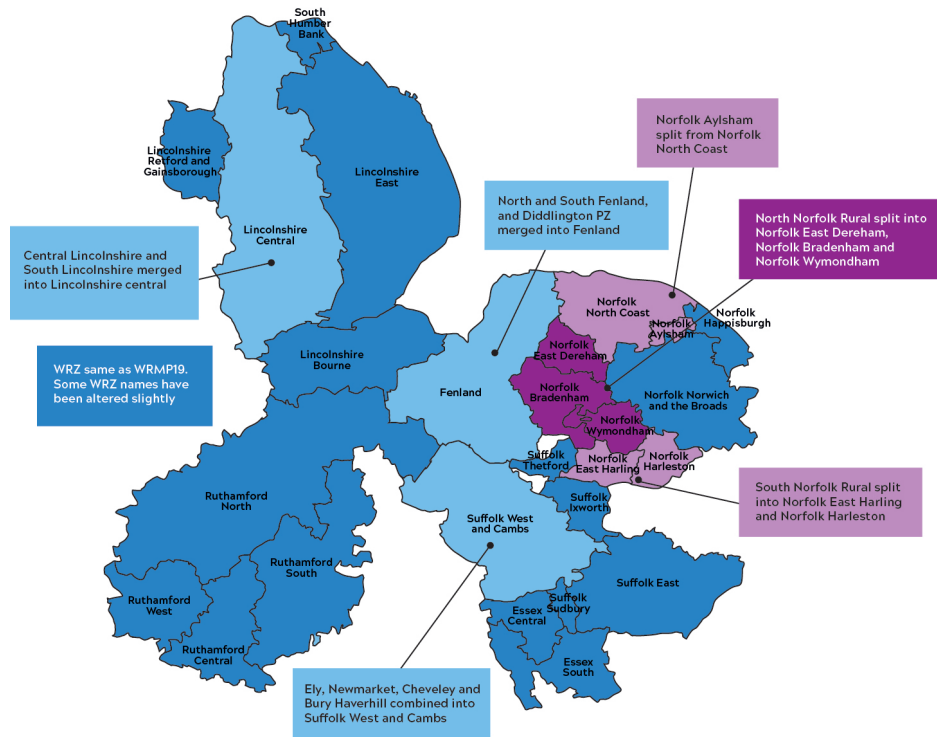 South
Humber
Bank
Lincolnshire
Retford and
Gainsborough
Lincolnshire
East
Lincolnshire
Central
Central Lincolnshire and
South Lincolnshire merged
into Lincolnshire central
North and South Fenland,
and Diddlington PZ
merged into Fenland
Norfolk Aylsham
split from Norfolk
North Coast
North Norfolk Rural split into
Norfolk East Dereham,
Norfolk Bradenham and
Norfolk Wymondham
WRZ same as WRMP19.
Some WRZ names have
been altered slightly
Lincolnshire
Bourne
Fenland
Norfolk
North Coast
Norfolk
Aylsham
Norfolk
Happisburgh
Norfolk
East Dereham
Norfolk
Bradenham
Norfolk Norwich
and the Broads
Norfolk
Wymondham
Suffolk
Thetford
Norfolk
East Harling
Norfolk
Harleston
South Norfolk Rural split
into Norfolk East Harling
and Norfolk Harleston
Ruthamford
North
Suffolk
Ixworth
Suffolk West
and Cambs
Ruthamford
South
Suffolk East
Ruthamford
West
Suffolk
Sudbury
Essex
Central
Ruthamford
Central
Essex
South
Ely, Newmarket, Cheveley and
Bury Haverhill combined into
Suffolk West and Cambs